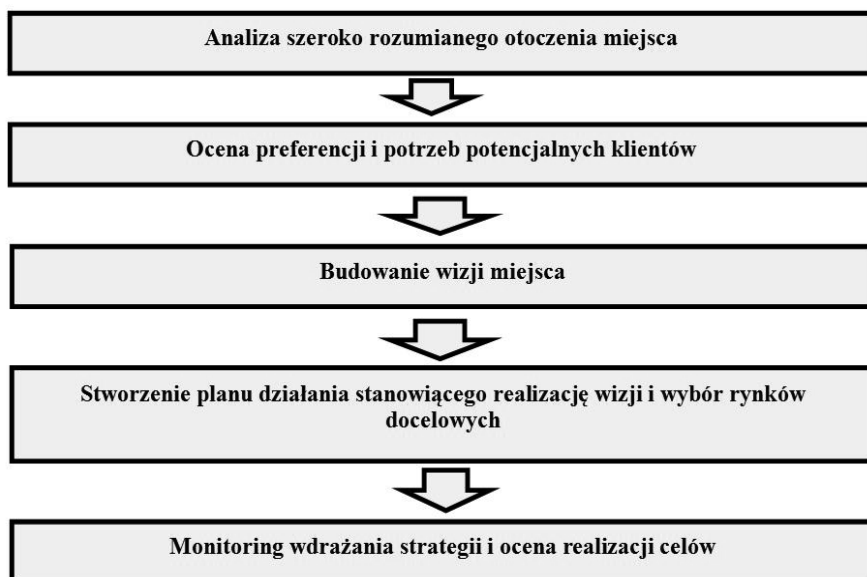 Analiza szeroko rozumianego otoczenia miejsca
Ocena preferencji i potrzeb potencjalnych klientów
Budowanie wizji miejsca
Stworzenie planu działania stanowiącego realizację wizji i wybór rynków
docelowych
Monitoring wdrażania strategii i ocena realizacji celów